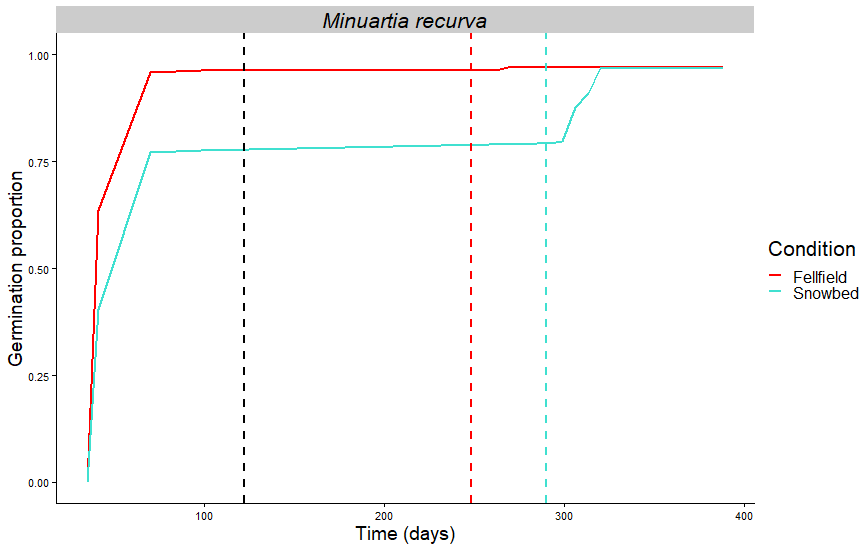 Minuartia recurva
1.00
0.75
0.50
0.25
0.00
Germination proportion
100 200 300 400
Time (days)
Condition
Fellfield
Snowbed